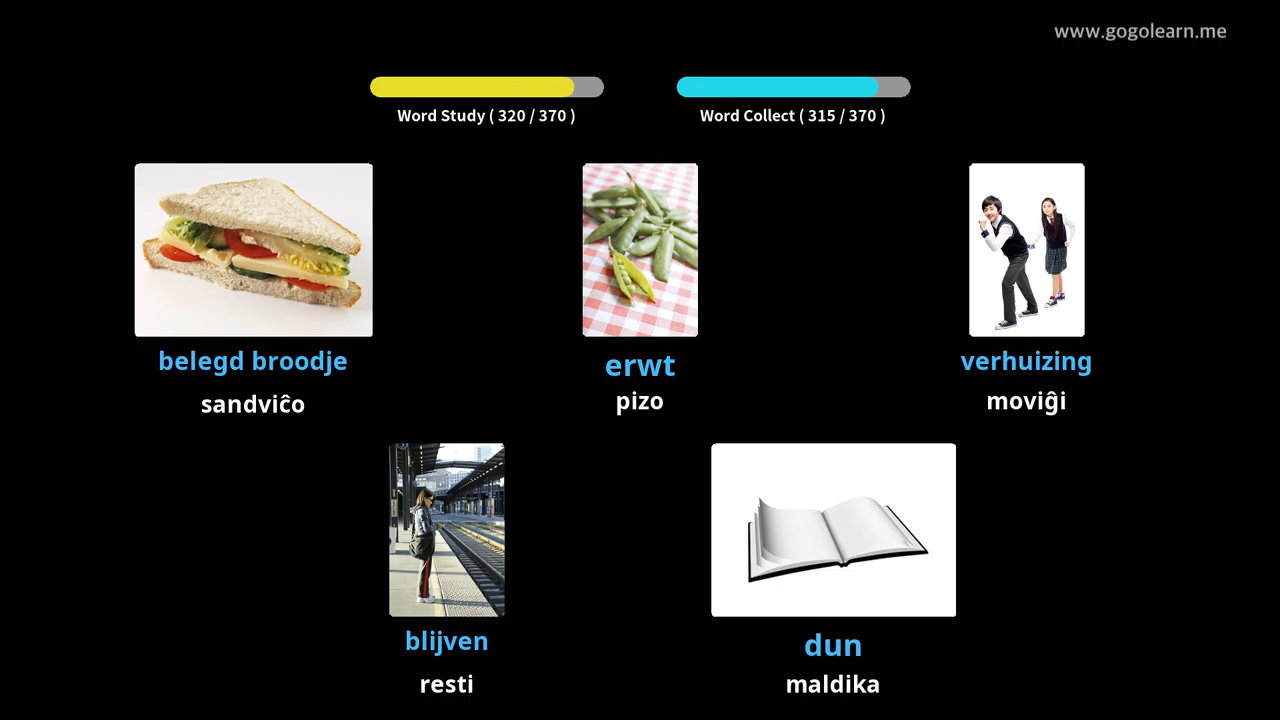 www.gogolearn.me
Word Study ( 320 / 370 )
Word Collect ( 315 / 370 )
belegd broodje
erwt
verhuizing
sandviĉo
pizo
moviĝi
blijven
dun
resti
maldika